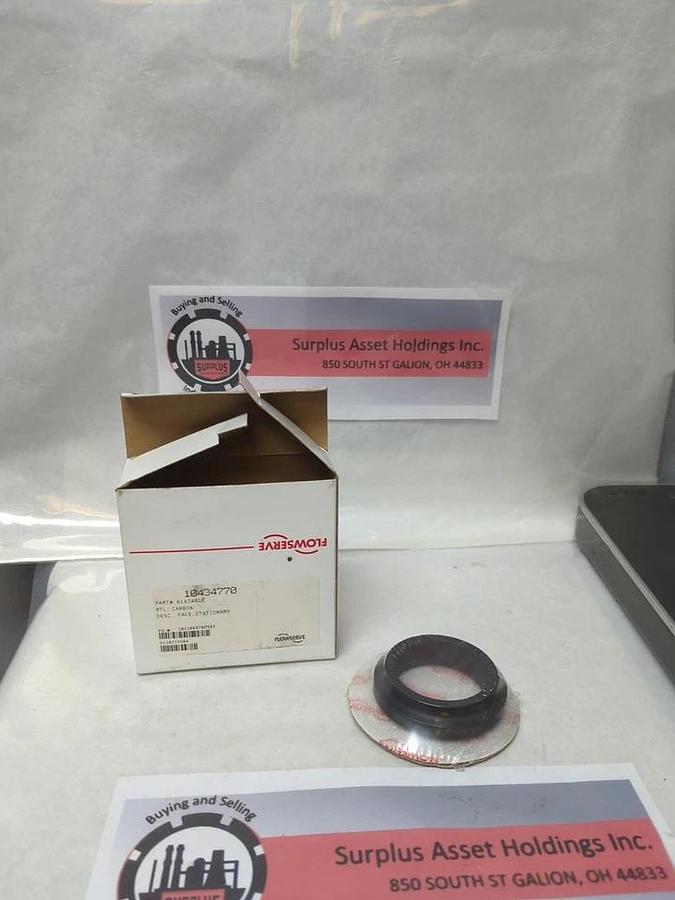 Buying and Selling
SURPLUS
Surplus Asset Holdings Inc.
850 SOUTH ST GALION, OH 44833
FLOWSERVE
10434770
MTL: CARBON
DESC. FACE,STATIONARY
FLOWSERVE
Buying and Selling
SURPLUS
Surplus Asset Holdings Inc.
850 SOUTH ST GALION, OH 44833